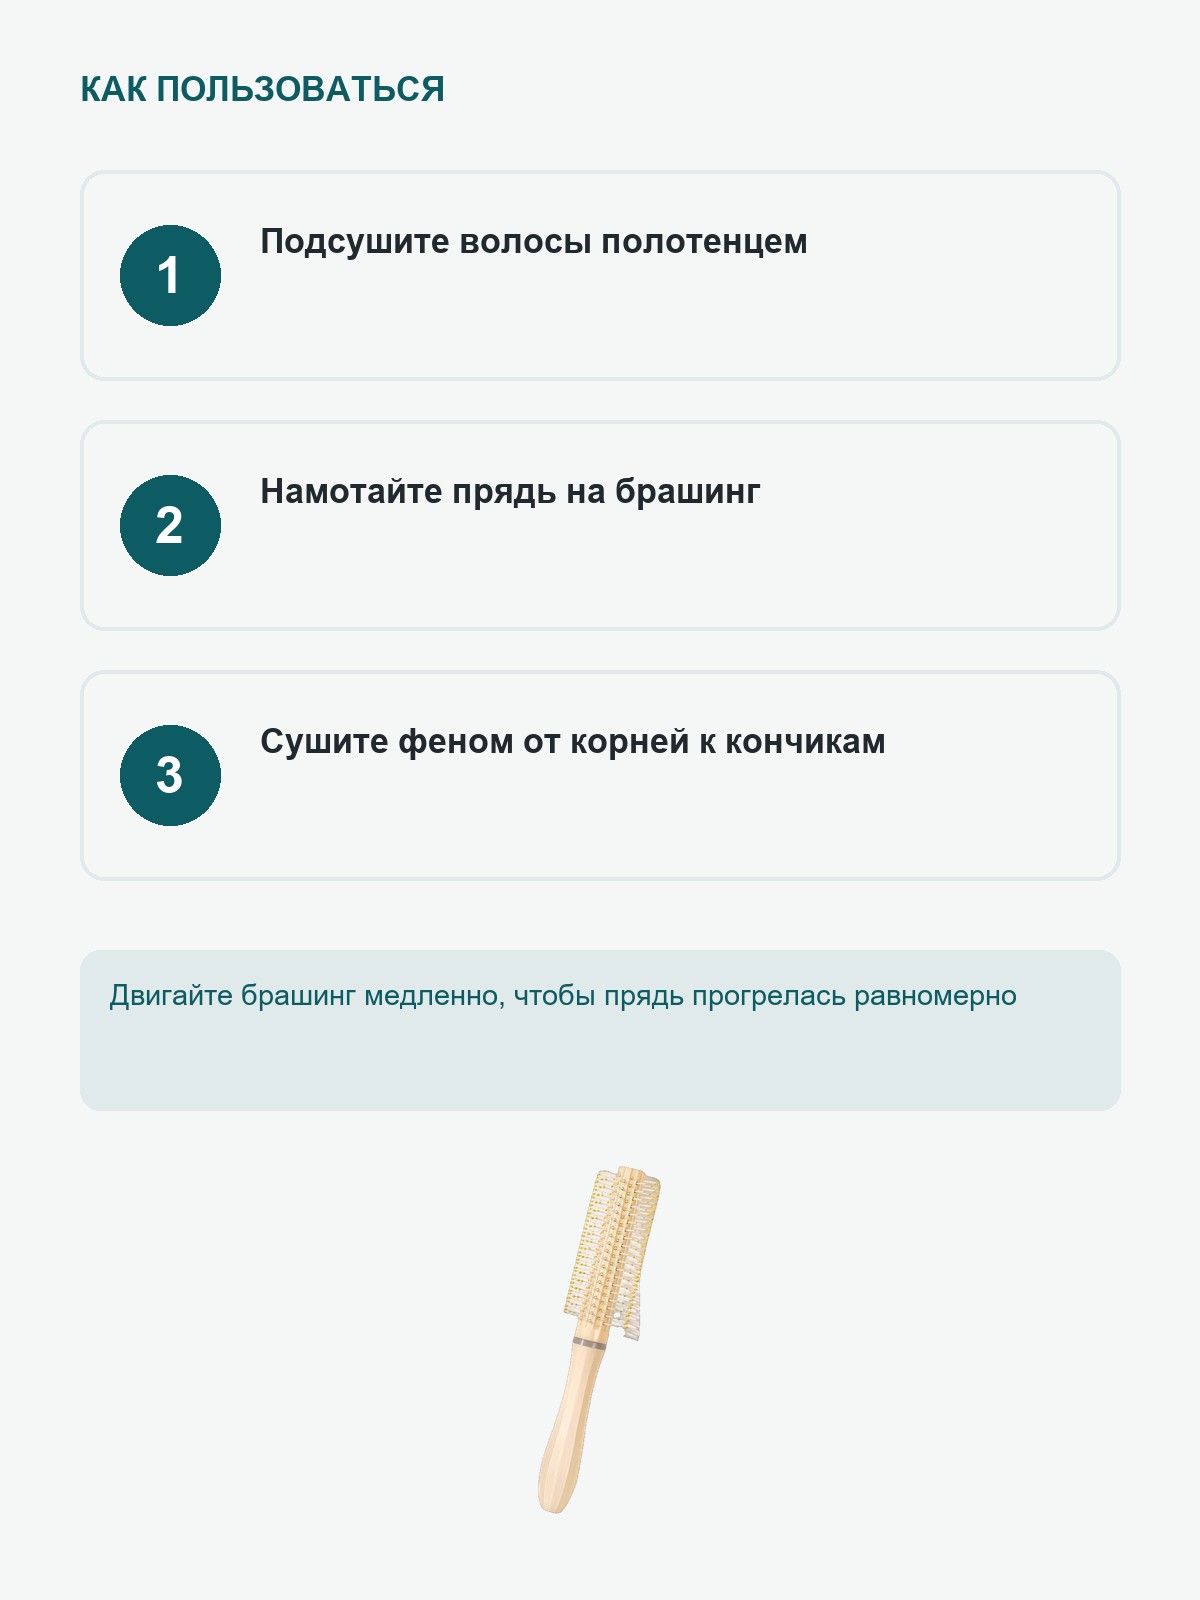 КАК ПОЛЬЗОВАТЬСЯ
1
Подсушите волосы полотенцем
2
Намотайте прядь на брашинг
3
Сушите феном от корней к кончикам
Двигайте брашинг медленно, чтобы прядь прогрелась равномерно